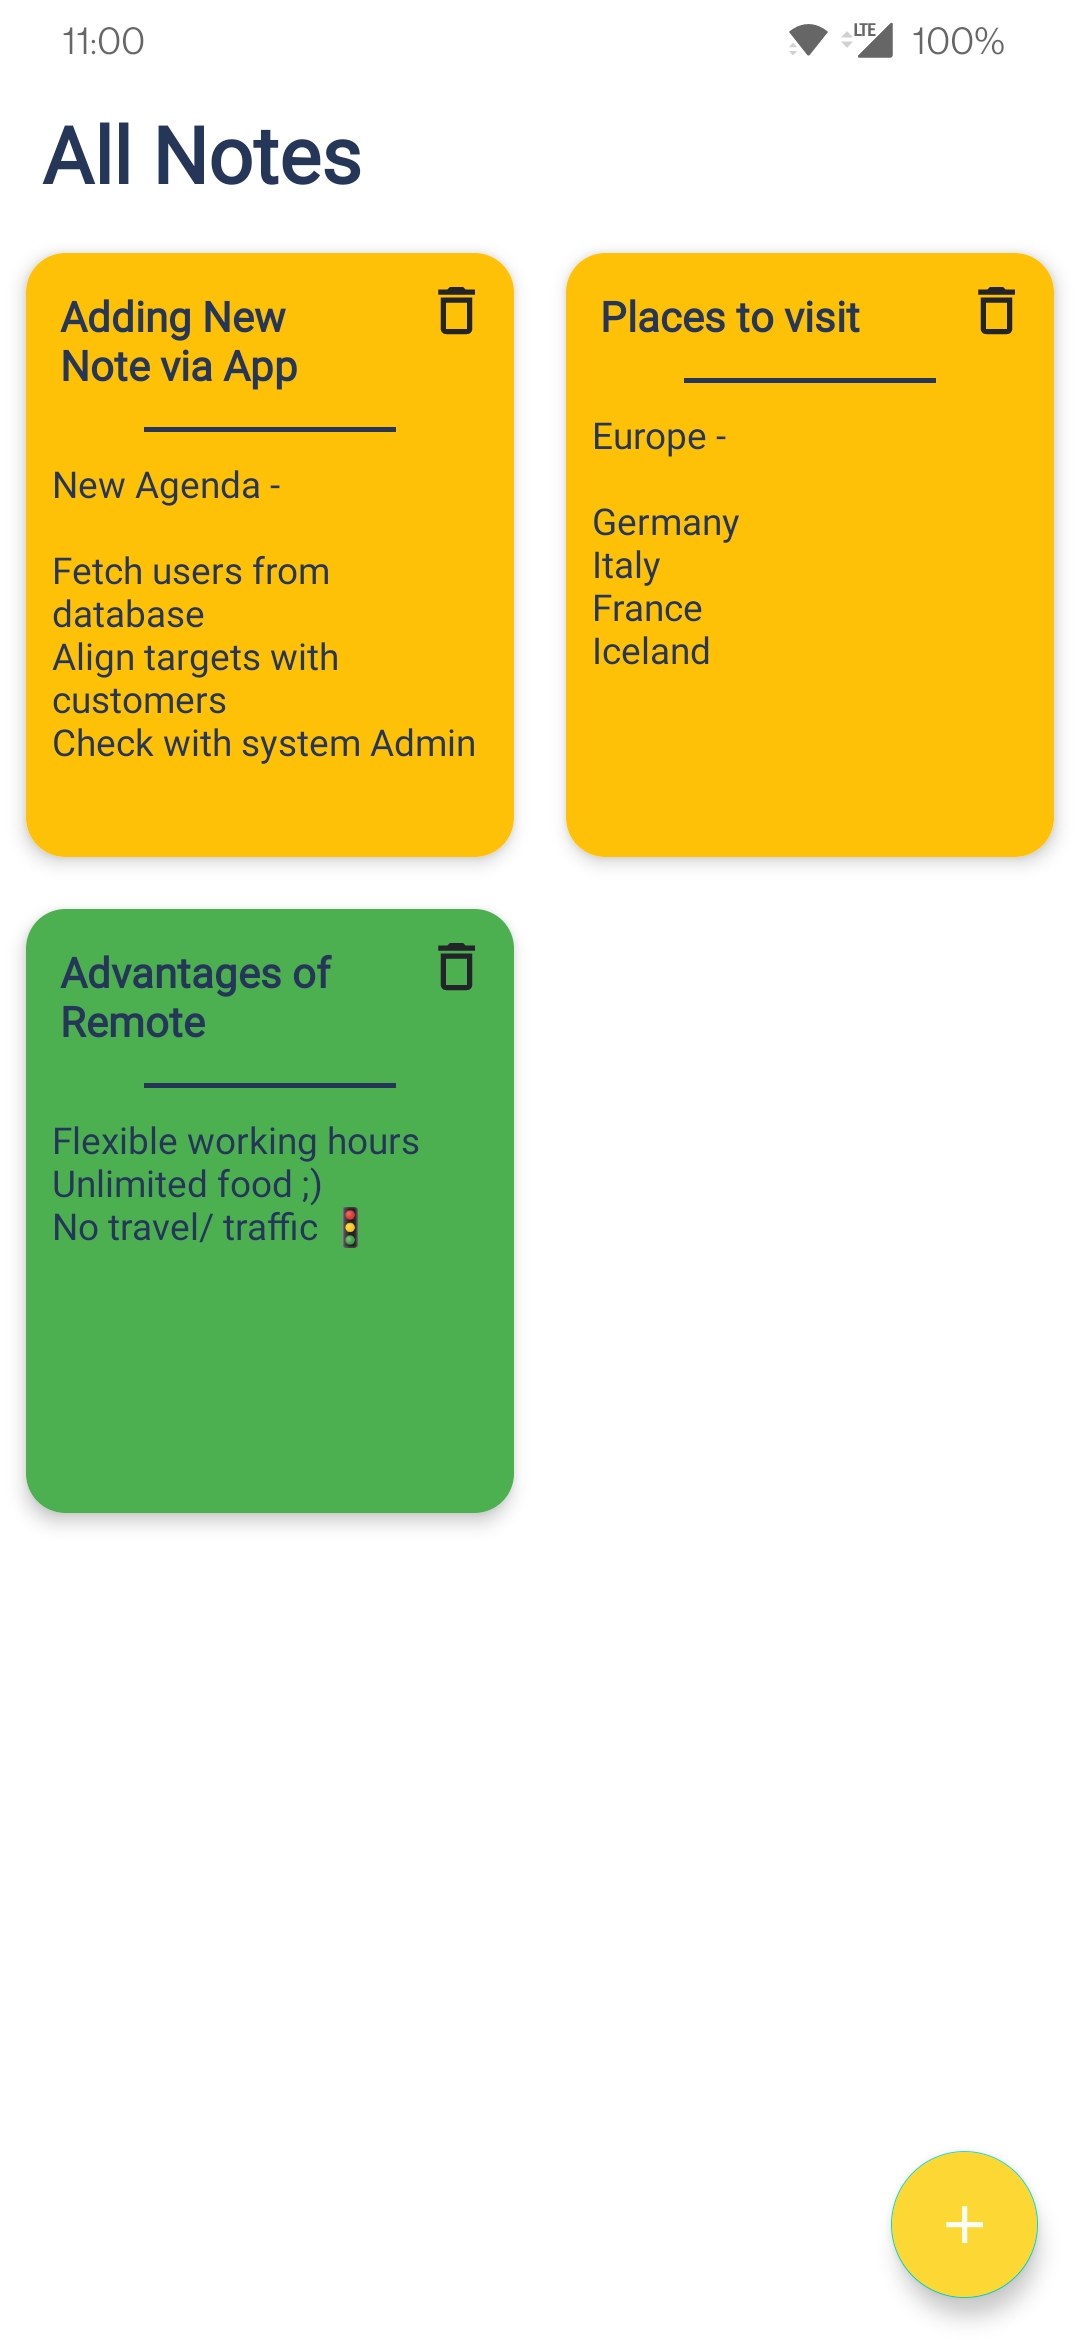 11:00
LTE 100%
All Notes
Adding New
Note via App
New Agenda -
Fetch users from
database
Align targets with
customers
Check with system Admin
Places to visit
Europe -
Germany
Italy
France
Iceland
Advantages of
Remote
Flexible working hours
Unlimited food ;)
No travel/ traffic 🚦
+